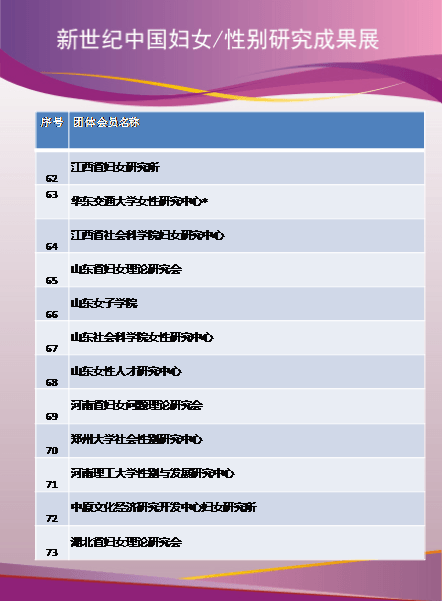 新世纪中国妇女/性别研究成果展
序号 团体会员名称
62 江西省妇女研究所
63 华东交通大学女性研究中心*
64 江西省社会科学院妇女研究中心
65 山东省妇女理论研究会
66 山东女子学院
67 山东社会科学院女性研究中心
68 山东女性人才研究中心
69 河南省妇女问题理论研究会
70 郑州大学社会性别研究中心
71 河南理工大学性别与发展研究中心
72 中原文化经济研究开发中心妇女研究所
73 湖北省妇女理论研究会